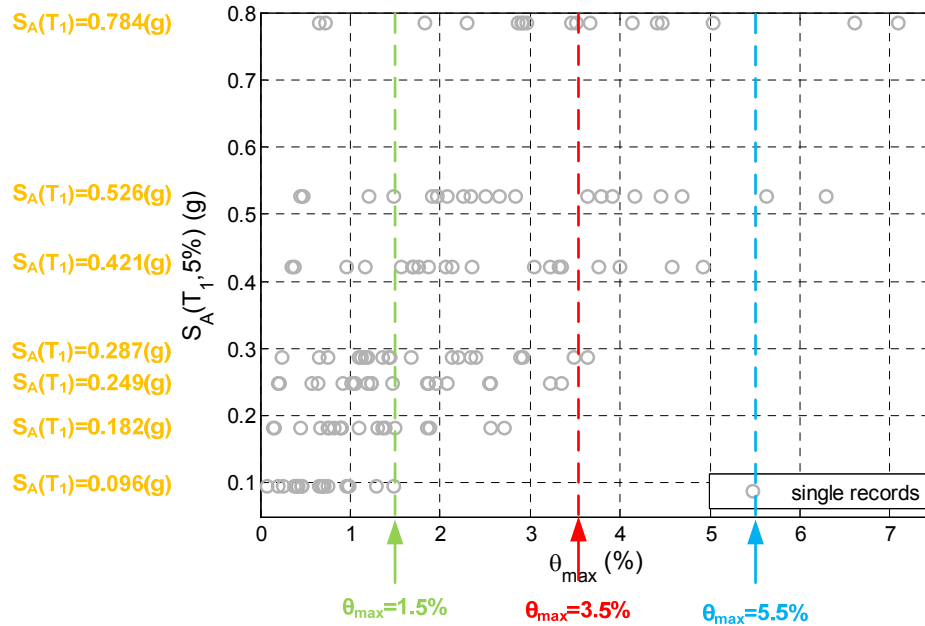 S_A(T_1)=0.784(g)
S_A(T_1)=0.526(g)
S_A(T_1)=0.421(g)
S_A(T_1)=0.287(g)
S_A(T_1)=0.249(g)
S_A(T_1)=0.182(g)
S_A(T_1)=0.096(g)
S_A(T_1,5%) (g)
0.8
0.7
0.6
0.5
0.4
0.3
0.2
0.1
single records
0 1 2 3 4 5 6 7
θ_max (%)
θ_max=1.5% θ_max=3.5% θ_max=5.5%